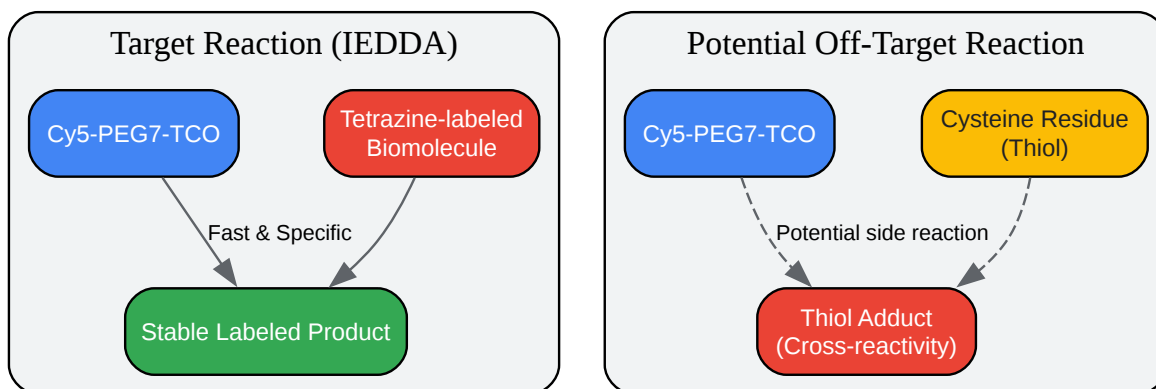 Target Reaction (IEDDA)
Cy5-PEG7-TCO
Tetrazine-labeled
Biomolecule
Fast & Specific
Stable Labeled Product
Potential Off-Target Reaction
Cy5-PEG7-TCO
Cysteine Residue
(Thiol)
Potential side reaction
Thiol Adduct
(Cross-reactivity)